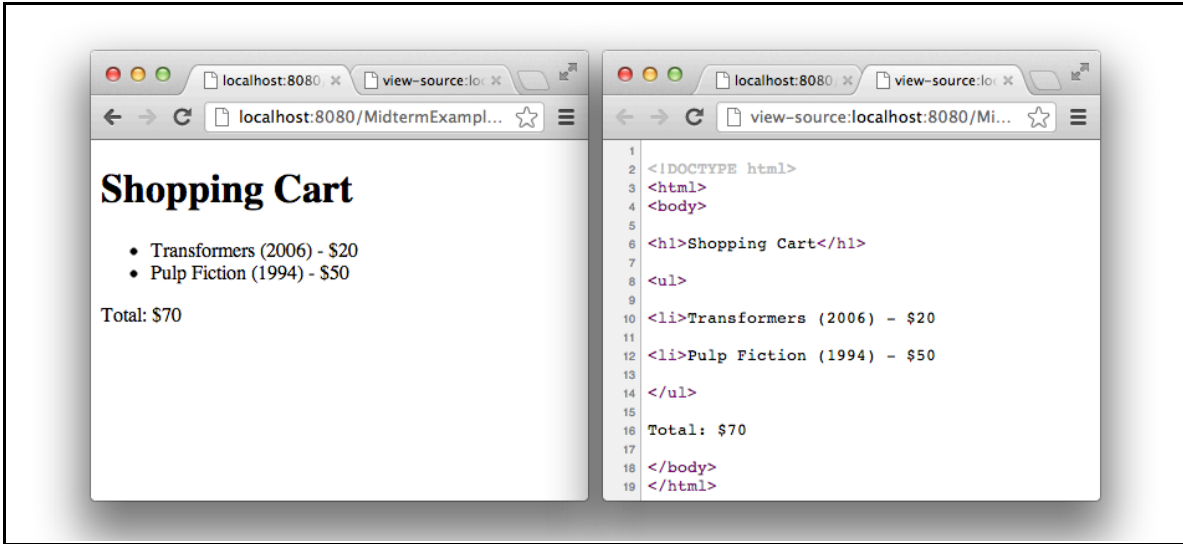 localhost:8080/
view-source:loc
localhost:8080/MidtermExampl...
Shopping Cart
• Transformers (2006) - $20
• Pulp Fiction (1994) - $50
Total: $70
localhost:8080/
view-source:loc
view-source:localhost:8080/Mi...
1
2 <!DOCTYPE html>
3 <html>
4 <body>
5
6 <h1>Shopping Cart</h1>
7
8 <ul>
9
10 <li>Transformers (2006) - $20
11
12 <li>Pulp Fiction (1994) - $50
13
14 </ul>
15
16 Total: $70
17
18 </body>
19 </html>